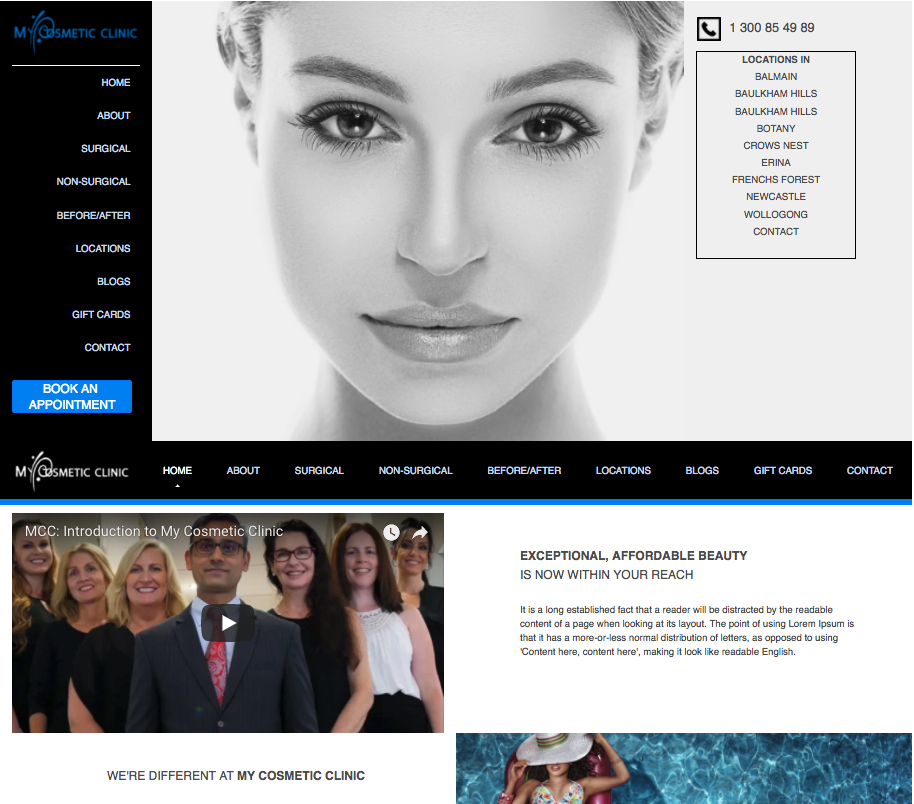 MY COSMETIC CLINIC
HOME
ABOUT
SURGICAL
NON-SURGICAL
BEFORE/AFTER
LOCATIONS
BLOGS
GIFT CARDS
CONTACT
BOOK AN
APPOINTMENT
1 300 85 49 89
LOCATIONS IN
BALMAIN
BAULKHAM HILLS
BAULKHAM HILLS
BOTANY
CROWS NEST
ERINA
FRENCHS FOREST
NEWCASTLE
WOLLOGONG
CONTACT
MY COSMETIC CLINIC HOME ABOUT SURGICAL NON-SURGICAL BEFORE/AFTER LOCATIONS BLOGS GIFT CARDS CONTACT
MCC: Introduction to My Cosmetic Clinic
EXCEPTIONAL, AFFORDABLE BEAUTY
IS NOW WITHIN YOUR REACH
It is a long established fact that a reader will be distracted by the readable
content of a page when looking at its layout. The point of using Lorem Ipsum is
that it has a more-or-less normal distribution of letters, as opposed to using
'Content here, content here', making it look like readable English.
WE'RE DIFFERENT AT MY COSMETIC CLINIC